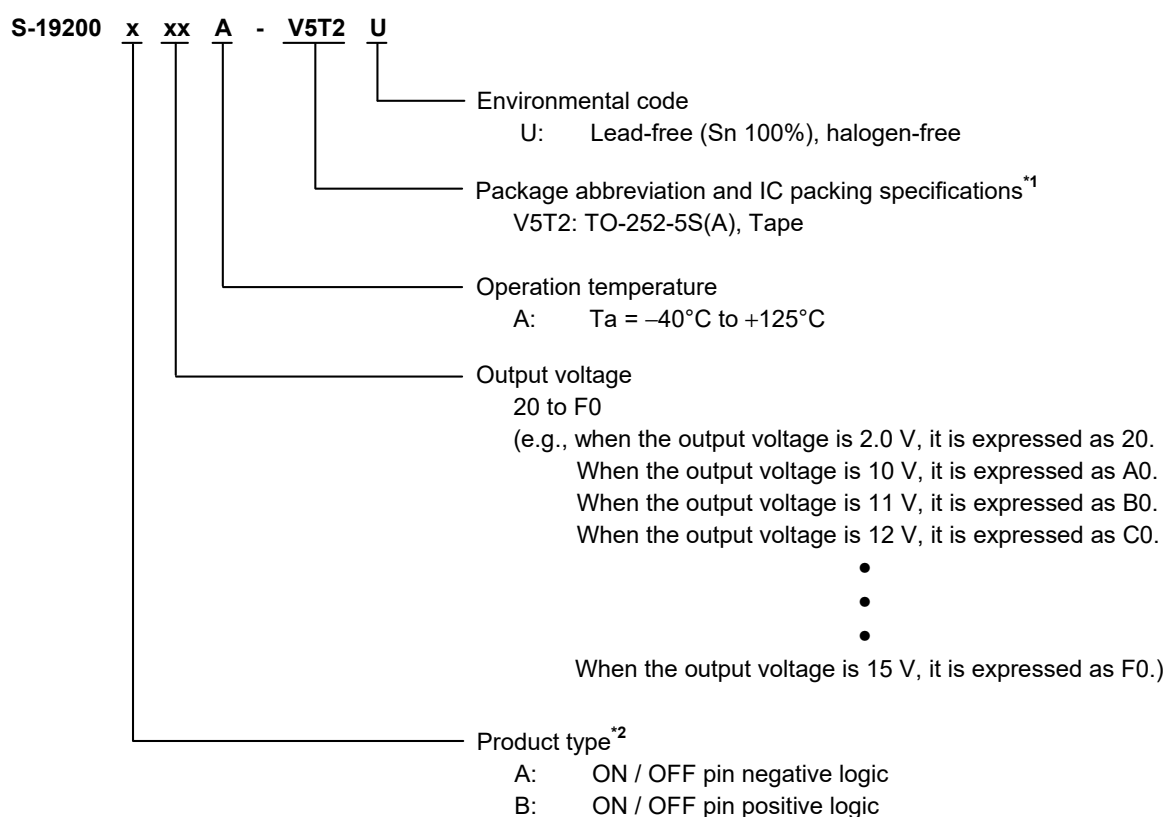 S-19200 x xx A - V5T2 U
Environmental code
U: Lead-free (Sn 100%), halogen-free
Package abbreviation and IC packing specifications*1
V5T2: TO-252-5S(A), Tape
Operation temperature
A: Ta = −40°C to +125°C
Output voltage
20 to F0
(e.g., when the output voltage is 2.0 V, it is expressed as 20.
When the output voltage is 10 V, it is expressed as A0.
When the output voltage is 11 V, it is expressed as B0.
When the output voltage is 12 V, it is expressed as C0.
•
•
•
When the output voltage is 15 V, it is expressed as F0.)
Product type*2
A: ON / OFF pin negative logic
B: ON / OFF pin positive logic